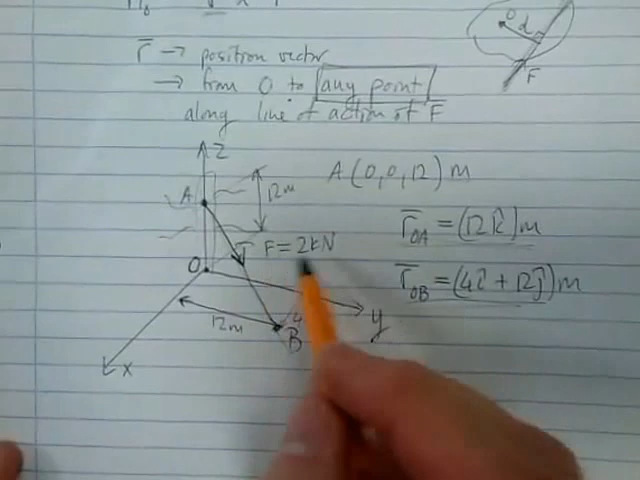 r̄ → position vector
→ from O to any point
along line of action of F̄
O d
F̄
Z
A
12m
A(0,0,12)m
r̄OA = (12k̂)m
F̄ F=2kN
O
r̄OB = (4î + 12ĵ)m
12m
4
y
B
x